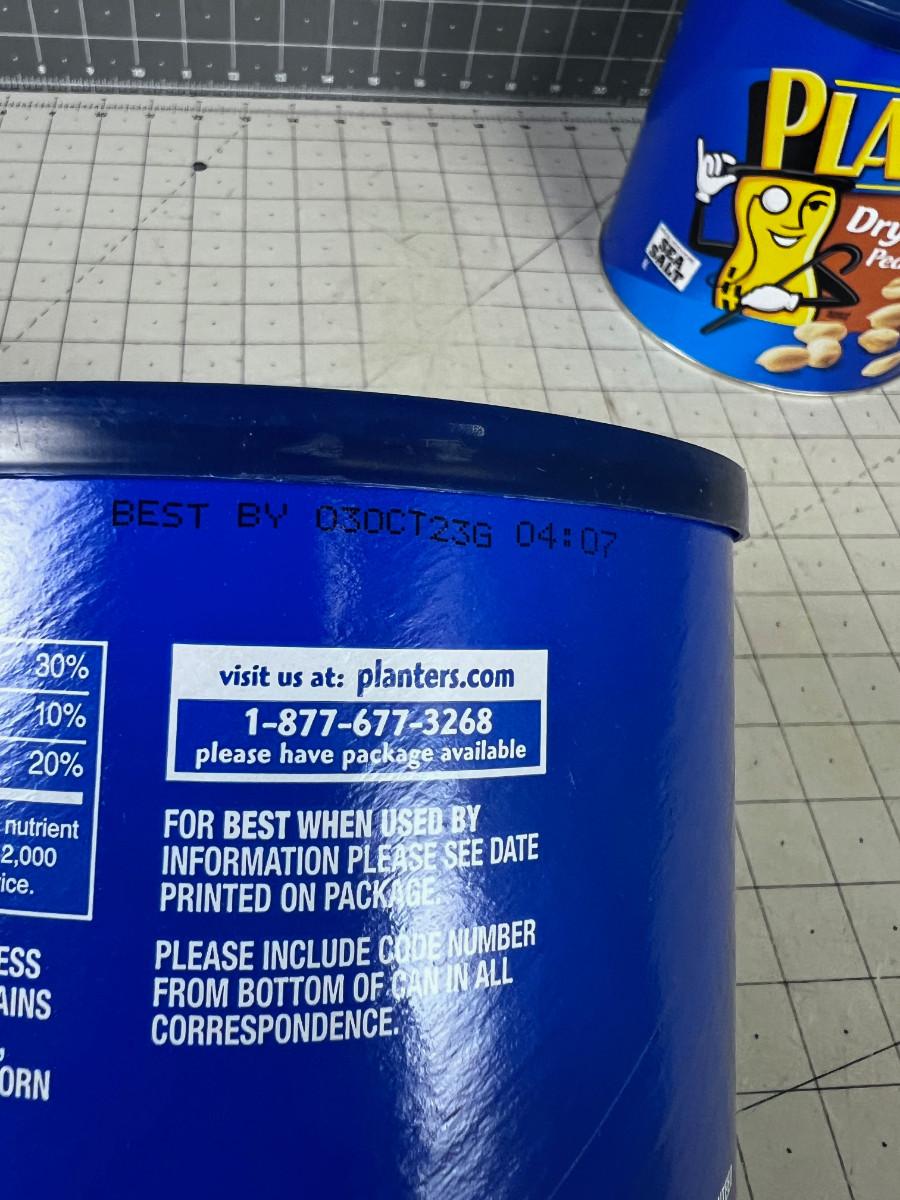 PLA
Dry
Pea
SEA
SALT
BEST BY 03OCT23G 04:07
30%
10%
20%
nutrient
2,000
ESS
AINS
ORN
visit us at: planters.com
1-877-677-3268
please have package available
FOR BEST WHEN USED BY
INFORMATION PLEASE SEE DATE
PRINTED ON PACKAGE.
PLEASE INCLUDE CODE NUMBER
FROM BOTTOM OF CAN IN ALL
CORRESPONDENCE.